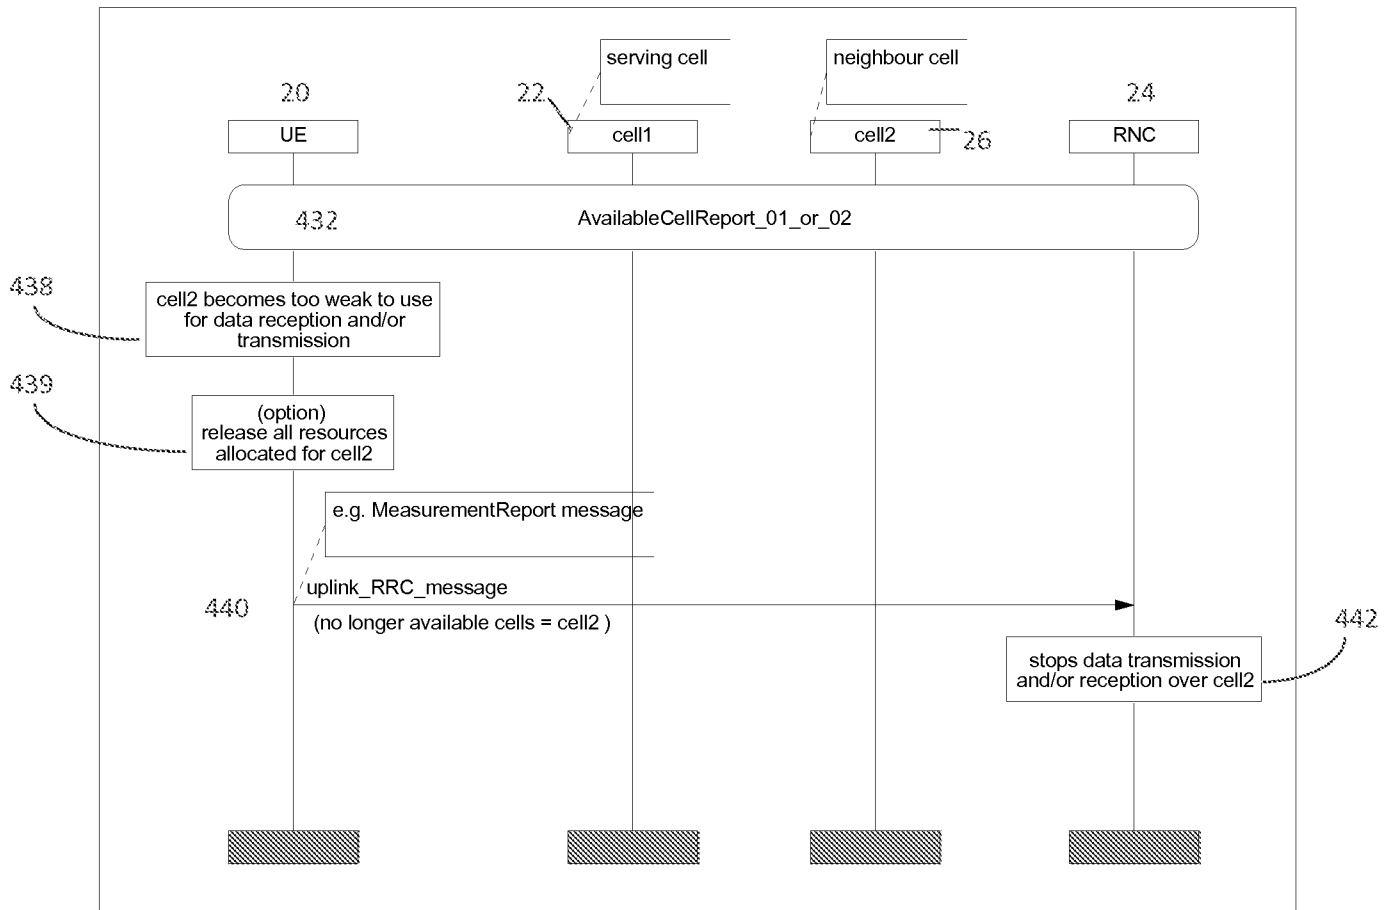 serving cell
neighbour cell
20
22
24
UE
cell1
cell2
26
RNC
432
AvailableCellReport_01_or_02
438
cell2 becomes too weak to use
for data reception and/or
transmission
439
(option)
release all resources
allocated for cell2
e.g. MeasurementReport message
uplink_RRC_message
440
(no longer available cells = cell2 )
442
stops data transmission
and/or reception over cell2